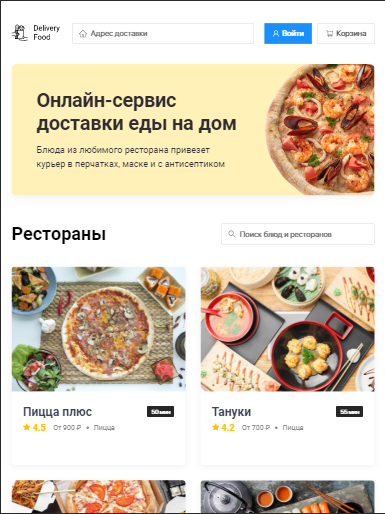 Delivery
Food
Адрес доставки
Войти
Корзина
Онлайн-сервис
доставки еды на дом
Блюда из любимого ресторана привезет
курьер в перчатках, маске и с антисептиком
Рестораны
Поиск блюд и ресторанов
Пицца плюс
50 мин
4.5 От 900 ₽ • Пицца
Тануки
55 мин
4.2 От 700 ₽ • Пицца